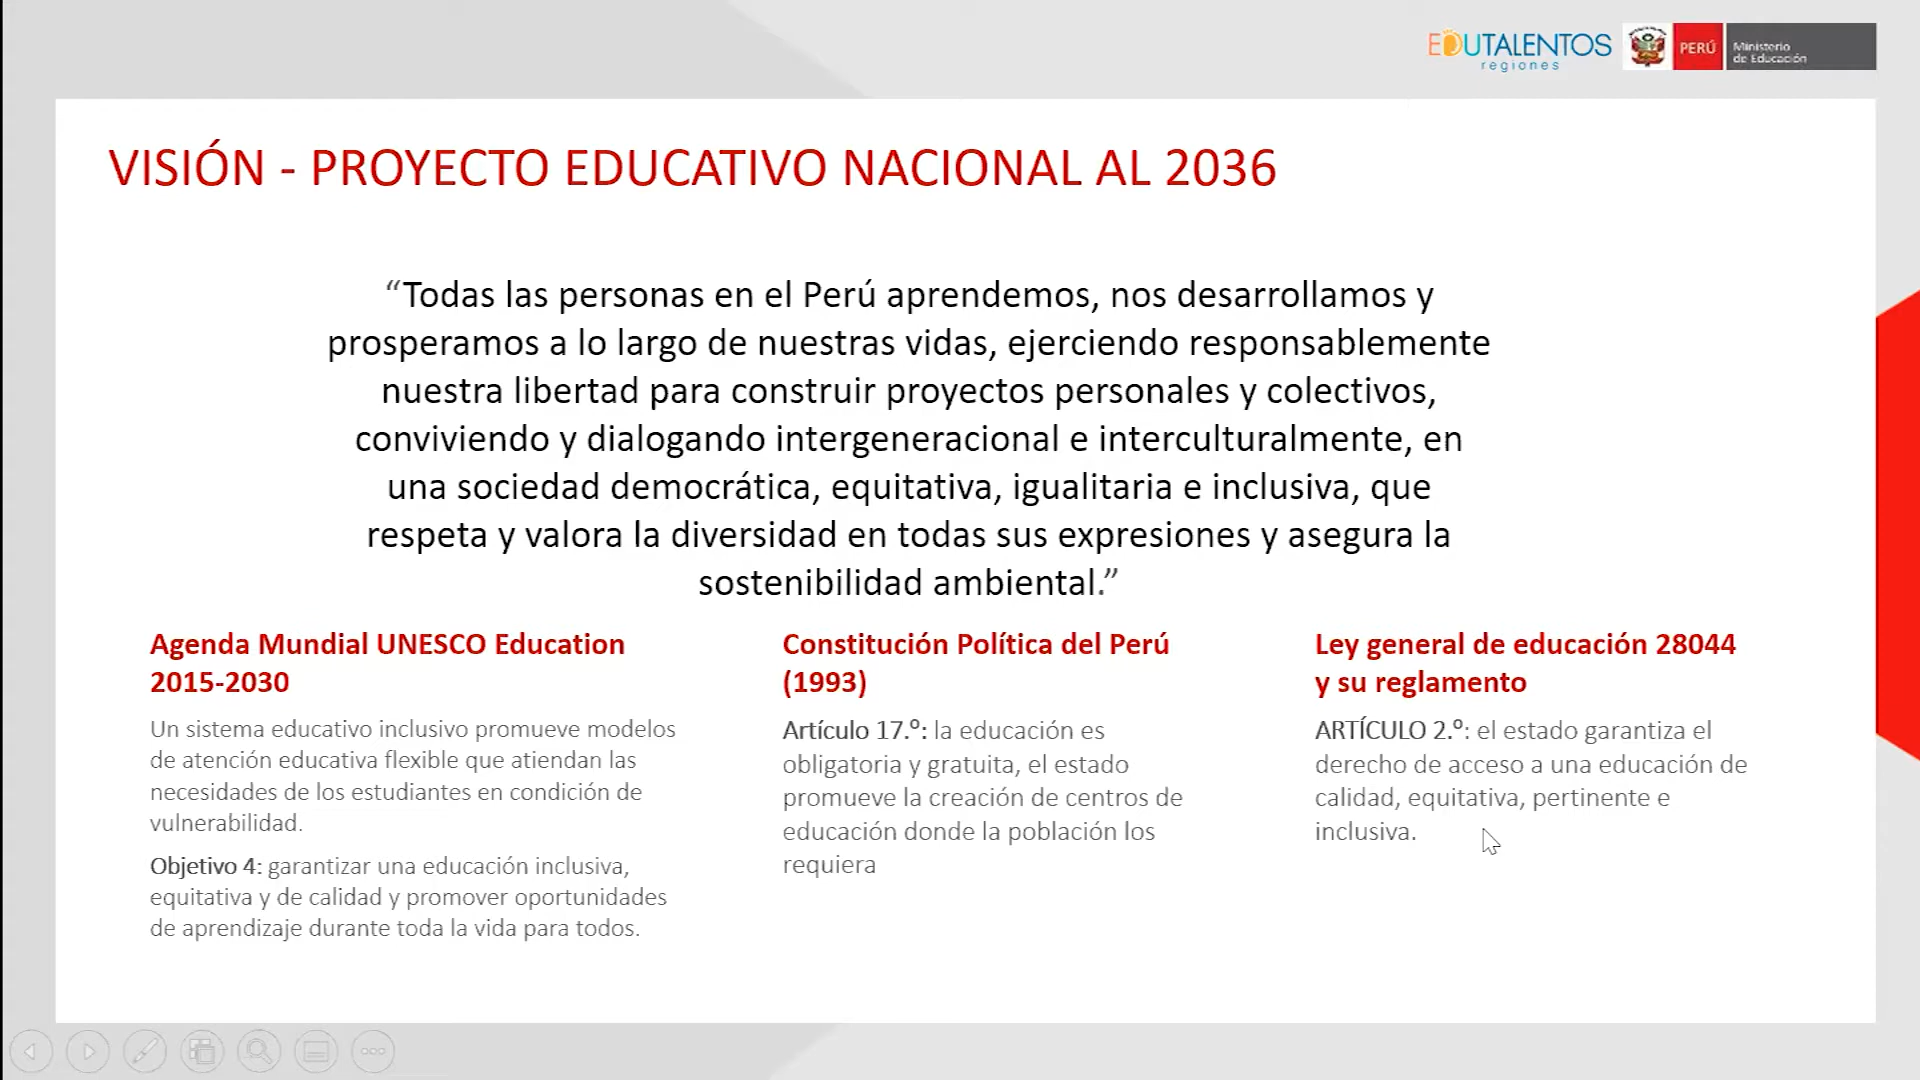 EDUTALENTOS
regiones
PERÚ
Ministerio
de Educación
VISIÓN - PROYECTO EDUCATIVO NACIONAL AL 2036
“Todas las personas en el Perú aprendemos, nos desarrollamos y
prosperamos a lo largo de nuestras vidas, ejerciendo responsablemente
nuestra libertad para construir proyectos personales y colectivos,
conviviendo y dialogando intergeneracional e interculturalmente, en
una sociedad democrática, equitativa, igualitaria e inclusiva, que
respeta y valora la diversidad en todas sus expresiones y asegura la
sostenibilidad ambiental.”
Agenda Mundial UNESCO Education
2015-2030
Un sistema educativo inclusivo promueve modelos
de atención educativa flexible que atiendan las
necesidades de los estudiantes en condición de
vulnerabilidad.
Objetivo 4: garantizar una educación inclusiva,
equitativa y de calidad y promover oportunidades
de aprendizaje durante toda la vida para todos.
Constitución Política del Perú
(1993)
Artículo 17.º: la educación es
obligatoria y gratuita, el estado
promueve la creación de centros de
educación donde la población los
requiera
Ley general de educación 28044
y su reglamento
ARTÍCULO 2.º: el estado garantiza el
derecho de acceso a una educación de
calidad, equitativa, pertinente e
inclusiva.